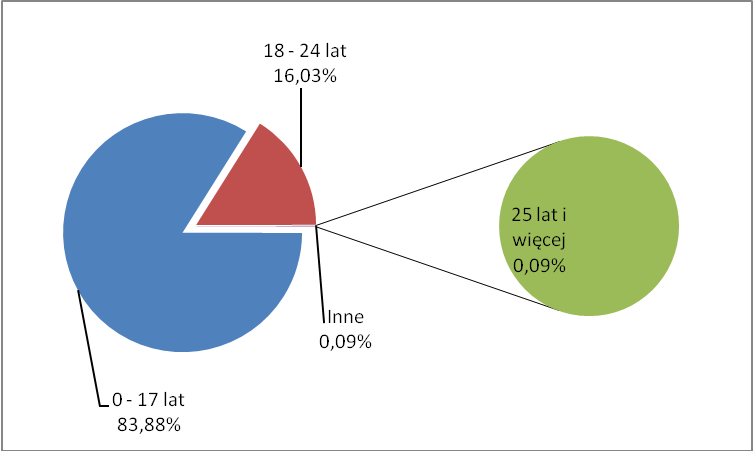 18 - 24 lat
16,03%
25 lat i
więcej
0,09%
Inne
0,09%
0 - 17 lat
83,88%